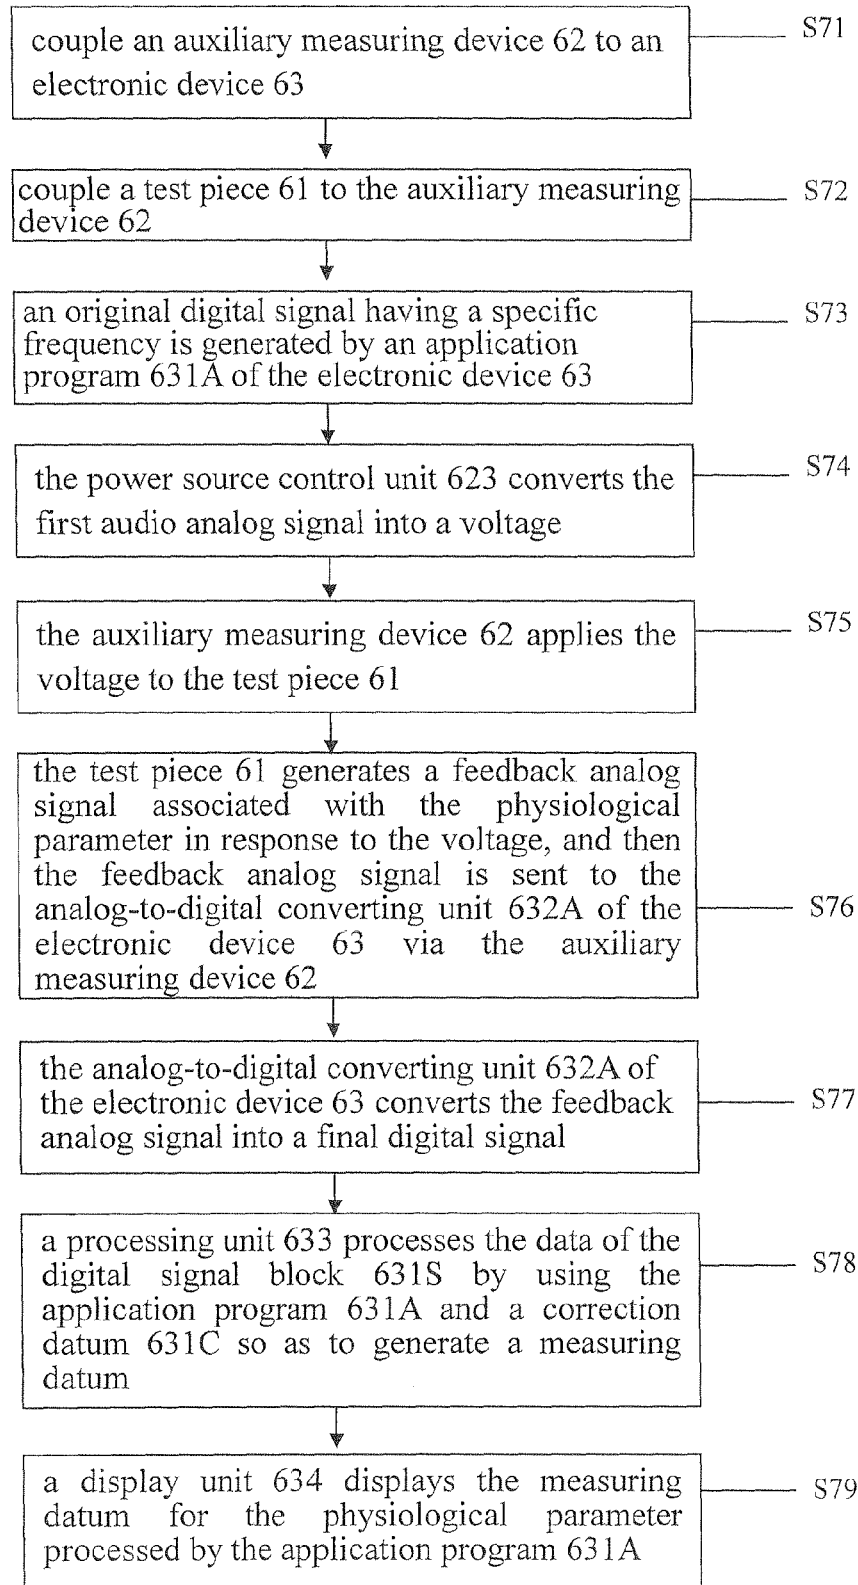 couple an auxiliary measuring device 62 to an
electronic device 63
S71
couple a test piece 61 to the auxiliary measuring
device 62
S72
an original digital signal having a specific
frequency is generated by an application
program 631A of the electronic device 63
S73
the power source control unit 623 converts the
first audio analog signal into a voltage
S74
the auxiliary measuring device 62 applies the
voltage to the test piece 61
S75
the test piece 61 generates a feedback analog
signal associated with the physiological
parameter in response to the voltage, and then
the feedback analog signal is sent to the
analog-to-digital converting unit 632A of the
electronic device 63 via the auxiliary
measuring device 62
S76
the analog-to-digital converting unit 632A of
the electronic device 63 converts the feedback
analog signal into a final digital signal
S77
a processing unit 633 processes the data of the
digital signal block 631S by using the
application program 631A and a correction
datum 631C so as to generate a measuring
datum
S78
a display unit 634 displays the measuring
datum for the physiological parameter
processed by the application program 631A
S79